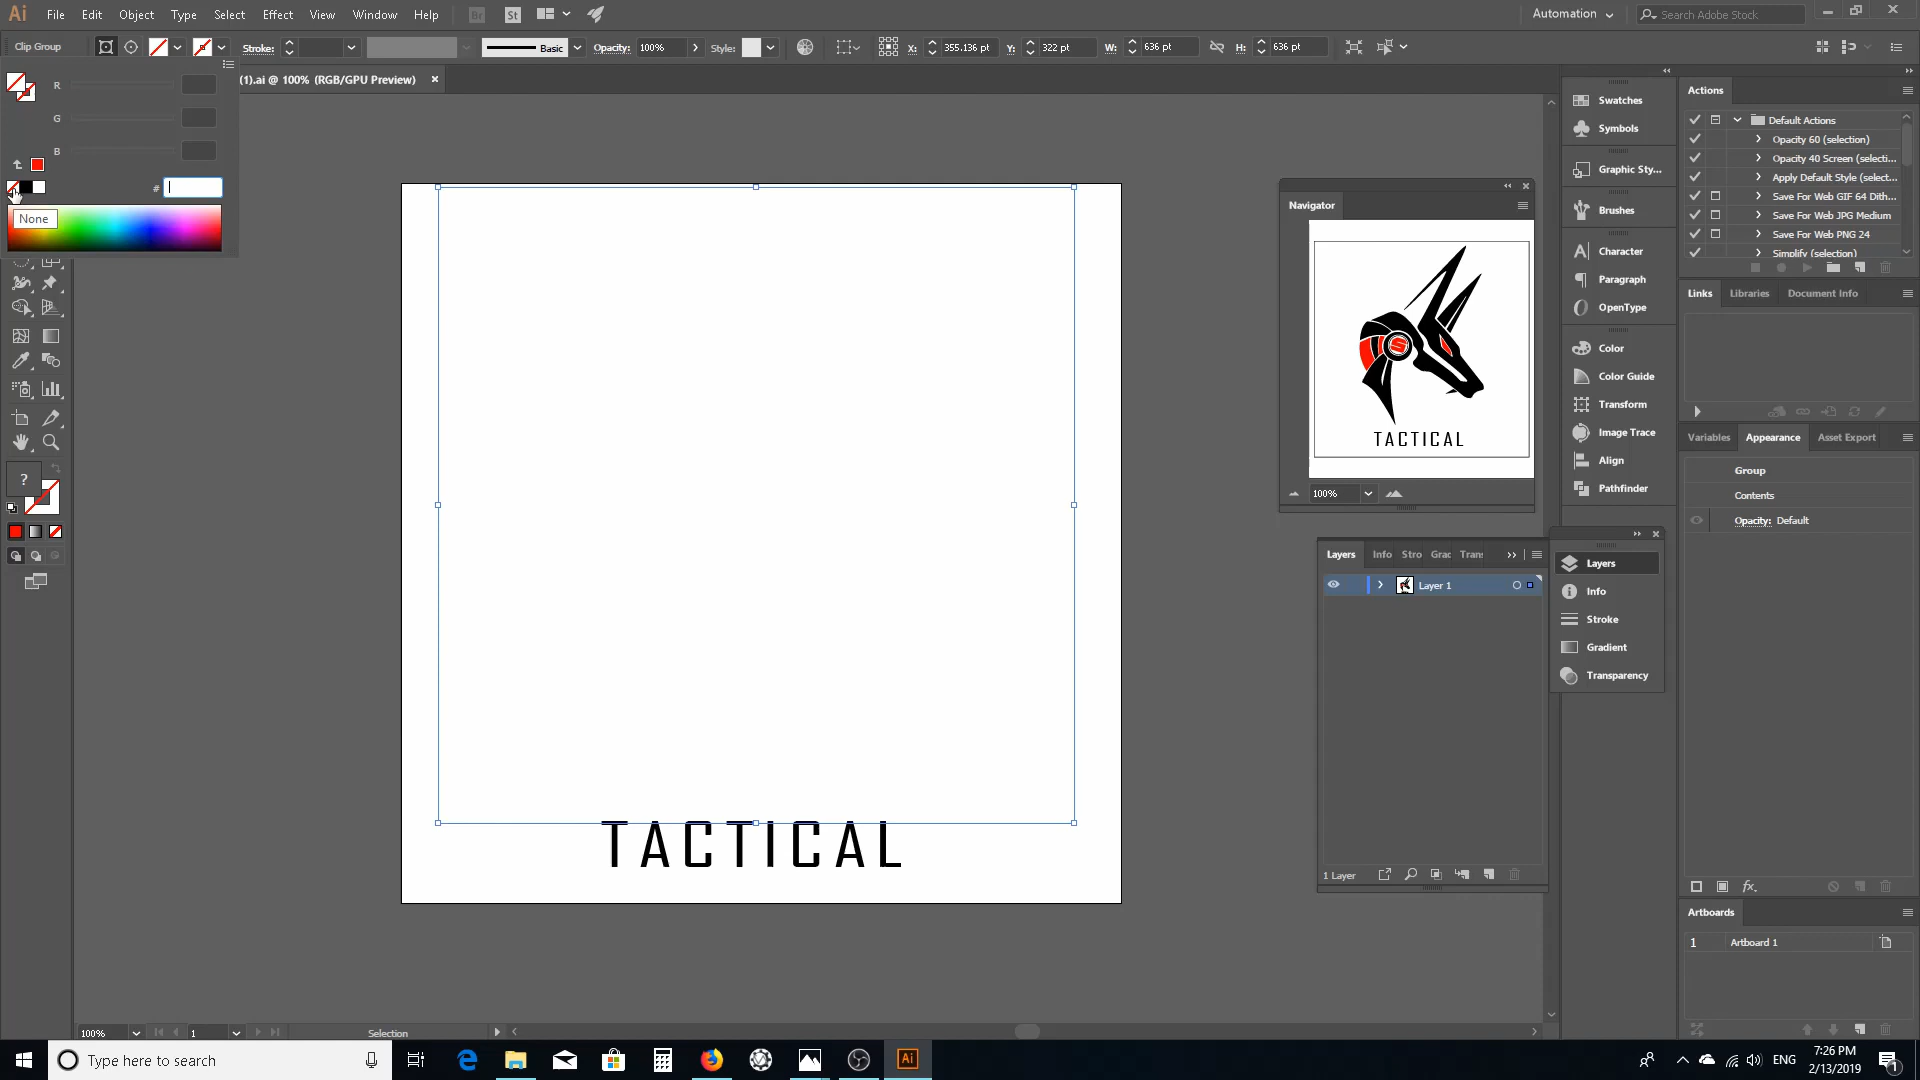 Ai File Edit Object Type Select Effect View Window Help Br St Automation Search Adobe Stock
Clip Group Stroke: Basic Opacity: 100% Style: X: 355.136 pt Y: 322 pt W: 636 pt H: 636 pt
(1).ai @ 100% (RGB/GPU Preview)
R
G
B
#
None
?
TACTICAL
100% 1 Selection
Navigator
S
TACTICAL
100%
Layers Info Stro Grac Tran:
Layer 1
1 Layer
Swatches
Symbols
Graphic Sty...
Brushes
Character
Paragraph
OpenType
Color
Color Guide
Transform
Image Trace
Align
Pathfinder
Layers
Info
Stroke
Gradient
Transparency
Actions
Default Actions
Opacity 60 (selection)
Opacity 40 Screen (selecti...
Apply Default Style (select...
Save For Web GIF 64 Dith...
Save For Web JPG Medium
Save For Web PNG 24
Simplify (selection)
Links Libraries Document Info
Variables Appearance Asset Export
Group
Contents
Opacity: Default
fx.
Artboards
1 Artboard 1
Type here to search
Ai
ENG
7:26 PM
2/13/2019
1